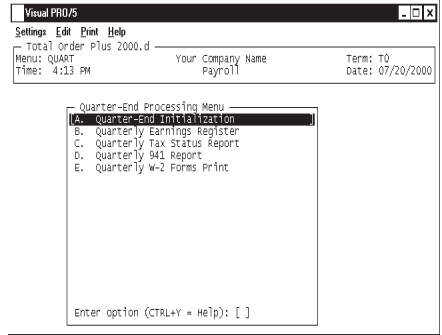 Visual PRO/5
Settings Edit Print Help
Total Order Plus 2000.d
Menu: QUART Your Company Name Term: T0
Time: 4:13 PM Payroll Date: 07/20/2000
Quarter-End Processing Menu
[A. Quarter-End Initialization ]
B. Quarterly Earnings Register
C. Quarterly Tax Status Report
D. Quarterly 941 Report
E. Quarterly W-2 Forms Print
Enter option (CTRL+Y = Help): [ ]